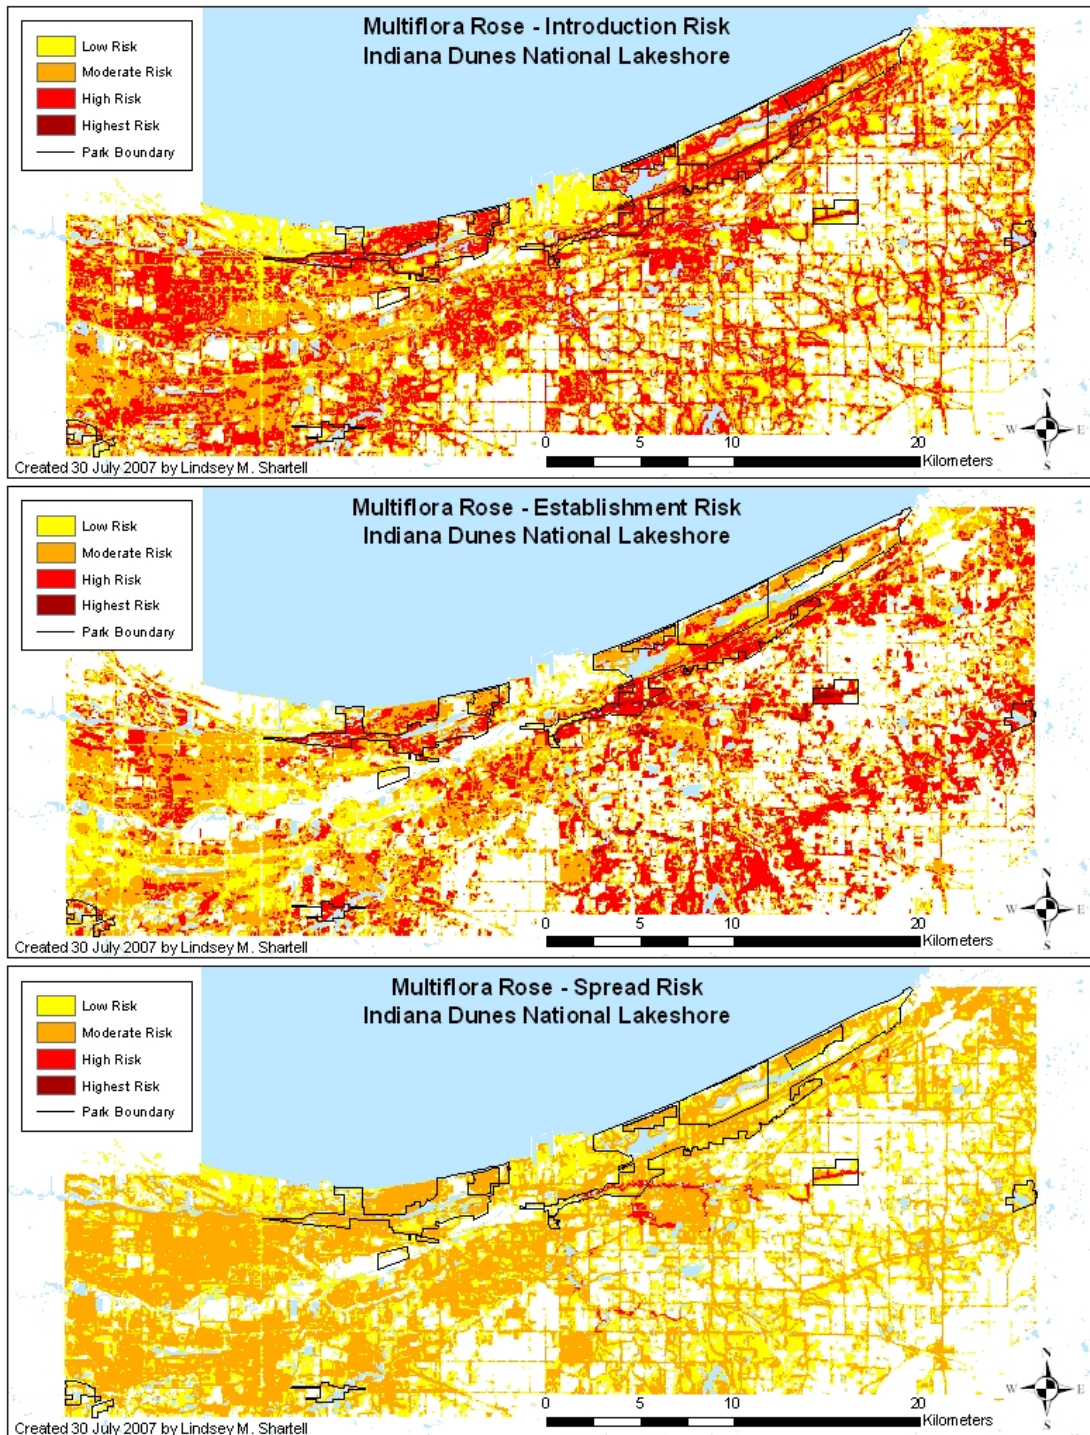 Multiflora Rose - Introduction Risk
Indiana Dunes National Lakeshore
Low Risk
Moderate Risk
High Risk
Highest Risk
Park Boundary
N
W E
S
0 5 10 20
Kilometers
Created 30 July 2007 by Lindsey M. Shartell
Multiflora Rose - Establishment Risk
Indiana Dunes National Lakeshore
Low Risk
Moderate Risk
High Risk
Highest Risk
Park Boundary
N
W E
S
0 5 10 20
Kilometers
Created 30 July 2007 by Lindsey M. Shartell
Multiflora Rose - Spread Risk
Indiana Dunes National Lakeshore
Low Risk
Moderate Risk
High Risk
Highest Risk
Park Boundary
N
W E
S
0 5 10 20
Kilometers
Created 30 July 2007 by Lindsey M. Shartell